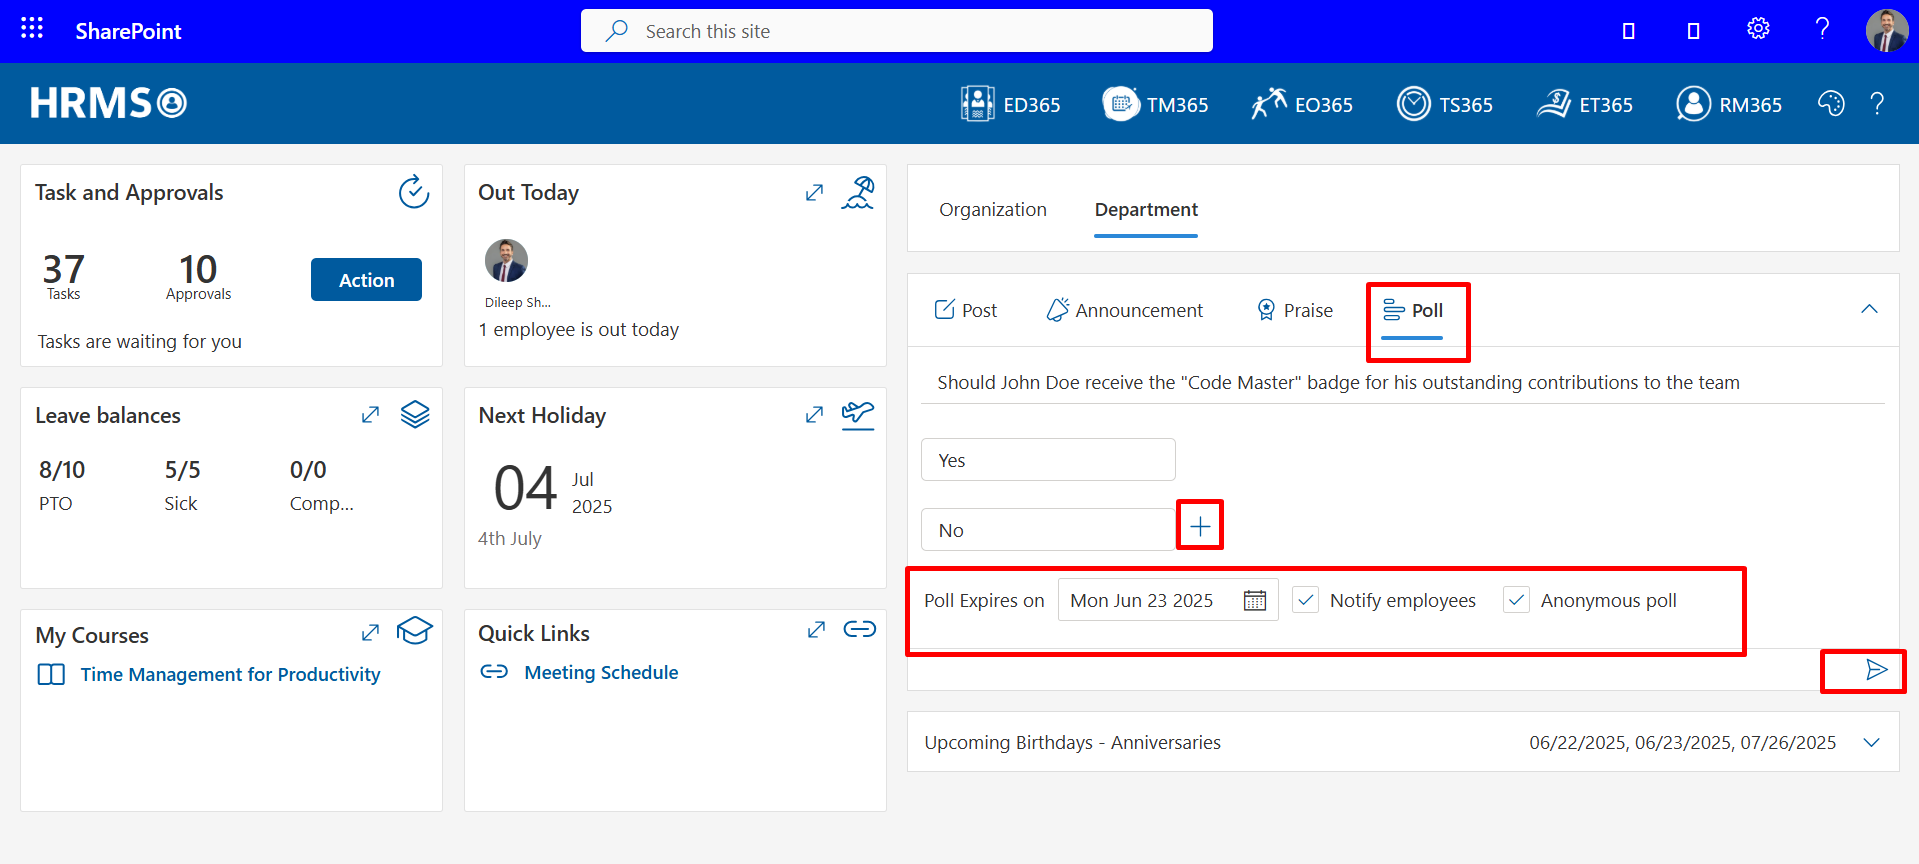 SharePoint
Search this site
HRMS
ED365
TM365
EO365
TS365
ET365
RM365
Task and Approvals
37
Tasks
10
Approvals
Action
Tasks are waiting for you
Out Today
Dileep Sh...
1 employee is out today
Leave balances
8/10
PTO
5/5
Sick
0/0
Comp...
Next Holiday
04
Jul
2025
4th July
My Courses
Time Management for Productivity
Quick Links
Meeting Schedule
Organization
Department
Post
Announcement
Praise
Poll
Should John Doe receive the "Code Master" badge for his outstanding contributions to the team
Yes
No
Poll Expires on
Mon Jun 23 2025
Notify employees
Anonymous poll
Upcoming Birthdays - Anniversaries
06/22/2025, 06/23/2025, 07/26/2025